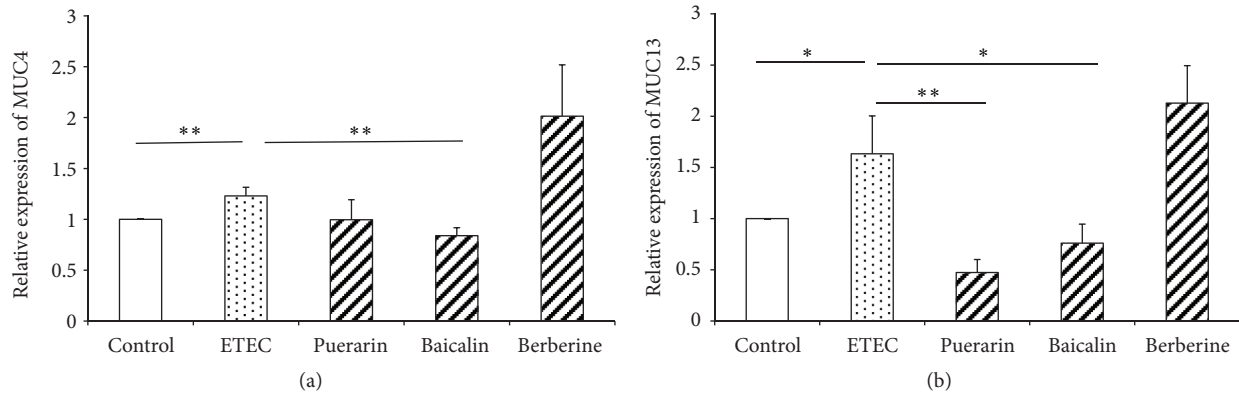 Relative expression of MUC4
3
2.5
2
1.5
1
0.5
0
** **
Control ETEC Puerarin Baicalin Berberine
(a)
Relative expression of MUC13
3
2.5
2
1.5
1
0.5
0
* *
**
Control ETEC Puerarin Baicalin Berberine
(b)